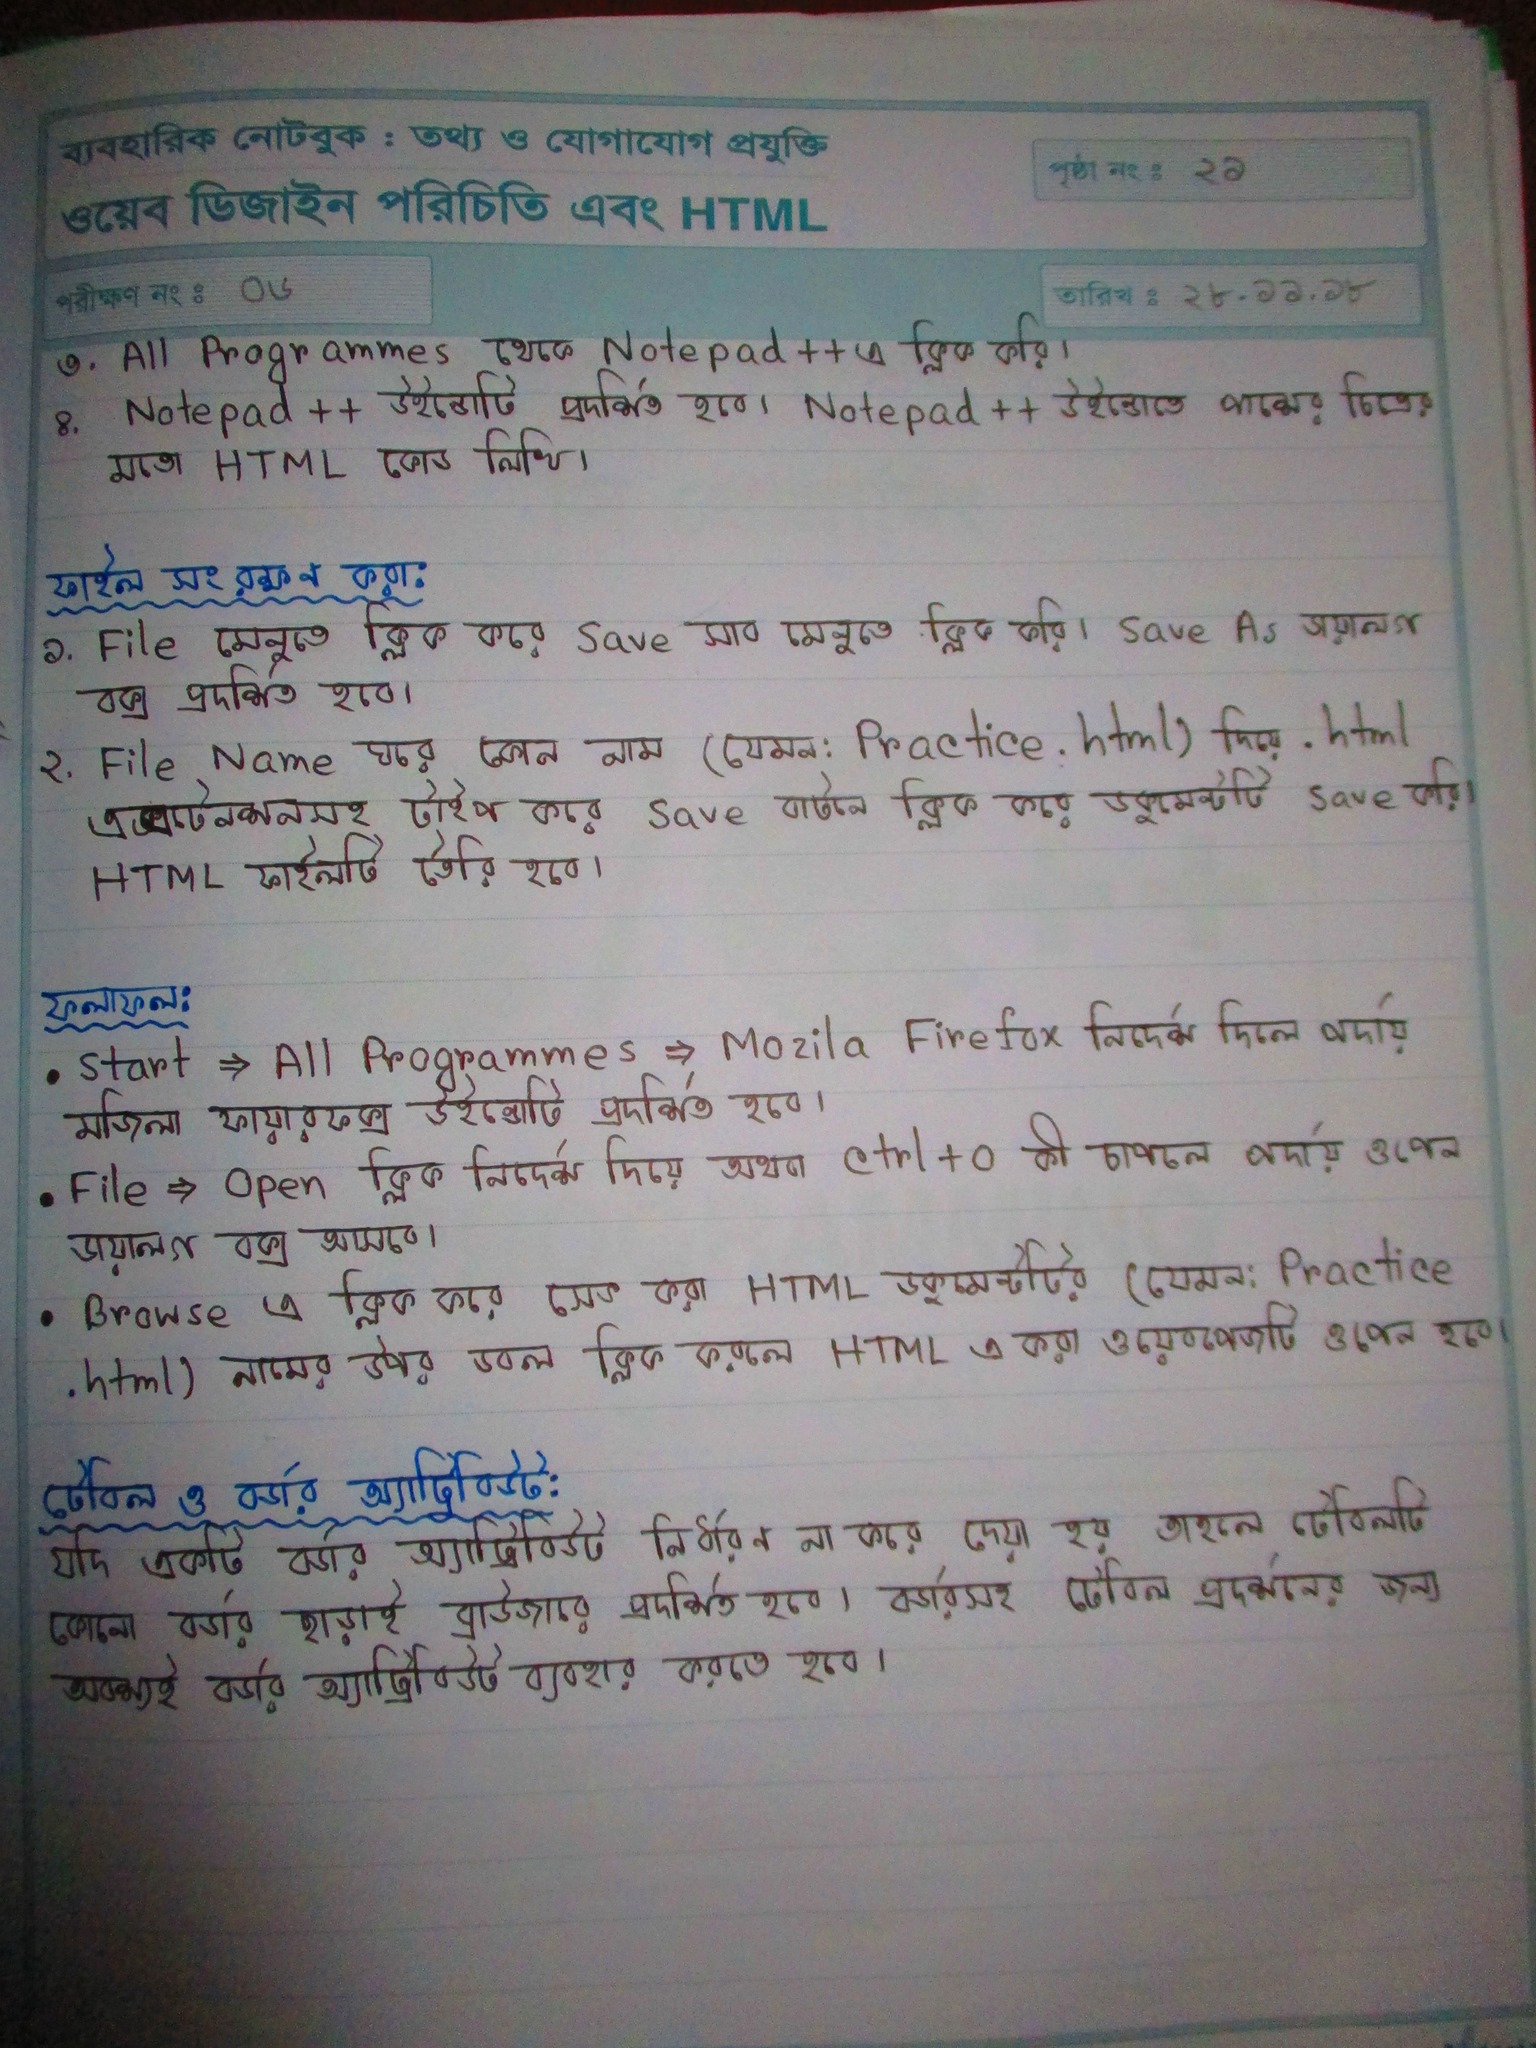 ব্যবহারিক নোটবুক : তথ্য ও যোগাযোগ প্রযুক্তি
ওয়েব ডিজাইন পরিচিতি এবং HTML
পৃষ্ঠা নং : ২১
পরীক্ষণ নং : ০৬
তারিখ : ২৮.১১.১৮
৩. All Programmes থেকে Notepad++ এ ক্লিক করি।
৪. Notepad ++ উইন্ডোটি প্রদর্শিত হবে। Notepad ++ উইন্ডোতে পাশের চিত্রের
মতো HTML কোড লিখি।
ফাইল সংরক্ষণ করা:
১. File মেনুতে ক্লিক করে Save সাব মেনুতে ক্লিক করি। Save As ডায়ালগ
বক্স প্রদর্শিত হবে।
২. File Name ঘরে কোন নাম (যেমন: Practice.html) দিয়ে .html
এক্সটেনশনসহ টাইপ করে Save বাটনে ক্লিক করে ডকুমেন্টটি Save করি।
HTML ফাইলটি তৈরি হবে।
ফলাফল:
• Start ⇒ All Programmes ⇒ Mozila Firefox নির্দেশ দিলে পর্দায়
মজিলা ফায়ারফক্স উইন্ডোটি প্রদর্শিত হবে।
• File ⇒ Open ক্লিক নির্দেশ দিয়ে অথবা Ctrl + O কী চাপলে পর্দায় ওপেন
ডায়ালগ বক্স আসবে।
• Browse এ ক্লিক করে সেভ করা HTML ডকুমেন্টটির (যেমন: Practice
.html) নামের উপর ডবল ক্লিক করলে HTML এ করা ওয়েবপেজটি ওপেন হবে।
টেবিল ও বর্ডার অ্যাট্রিবিউট:
যদি একটি বর্ডার অ্যাট্রিবিউট নির্ধারণ না করে দেয়া হয় তাহলে টেবিলটি
কোনো বর্ডার ছাড়াই ব্রাউজারে প্রদর্শিত হবে। বর্ডারসহ টেবিল প্রদর্শনের জন্য
অবশ্যই বর্ডার অ্যাট্রিবিউট ব্যবহার করতে হবে।